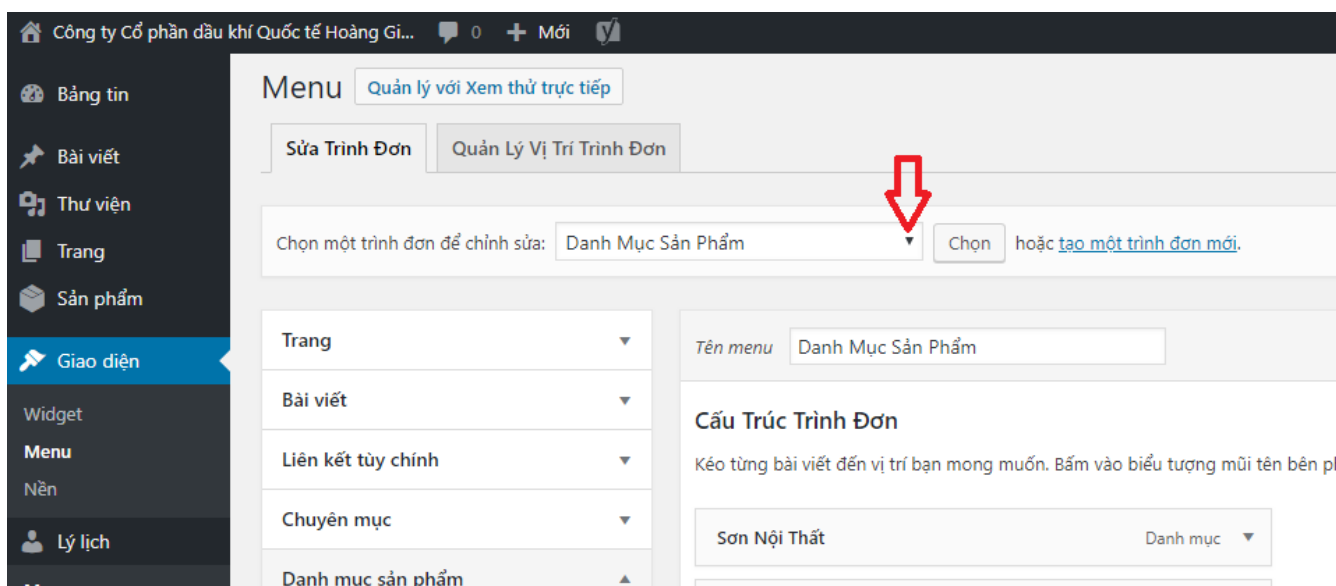 Công ty Cổ phần dầu khí Quốc tế Hoàng Gi... 0 Mới
Bảng tin
Bài viết
Thư viện
Trang
Sản phẩm
Giao diện
Widget
Menu
Nền
Lý lịch
Menu Quản lý với Xem thử trực tiếp
Sửa Trình Đơn Quản Lý Vị Trí Trình Đơn
Chọn một trình đơn để chỉnh sửa: Danh Mục Sản Phẩm Chọn hoặc tạo một trình đơn mới.
Trang
Bài viết
Liên kết tùy chính
Chuyên mục
Danh mục sản phẩm
Tên menu Danh Mục Sản Phẩm
Cấu Trúc Trình Đơn
Kéo từng bài viết đến vị trí bạn mong muốn. Bấm vào biểu tượng mũi tên bên
Sơn Nội Thất Danh mục